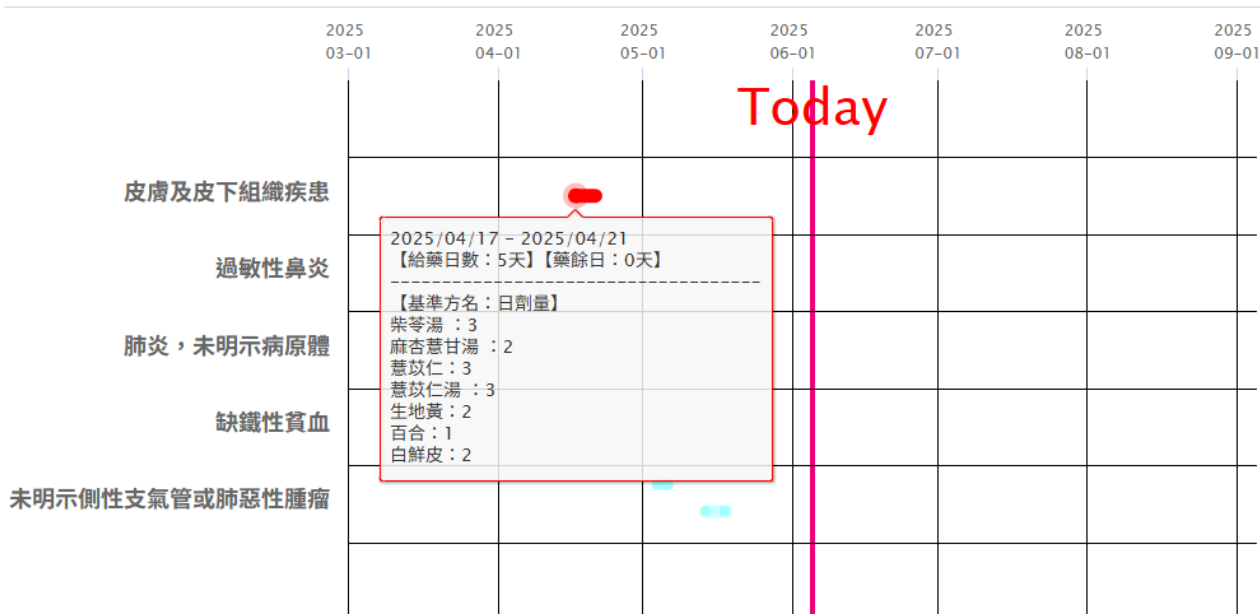 2025 2025 2025 2025 2025 2025 2025
03-01 04-01 05-01 06-01 07-01 08-01 09-01
Today
皮膚及皮下組織疾患
2025/04/17 - 2025/04/21
【給藥日數：5天】【藥餘日：0天】
------------------------------------
過敏性鼻炎
【基準方名：日劑量】
柴苓湯 ：3
麻杏薏甘湯 ：2
薏苡仁：3
薏苡仁湯 ：3
生地黃：2
百合：1
白鮮皮：2
肺炎，未明示病原體
缺鐵性貧血
未明示側性支氣管或肺惡性腫瘤